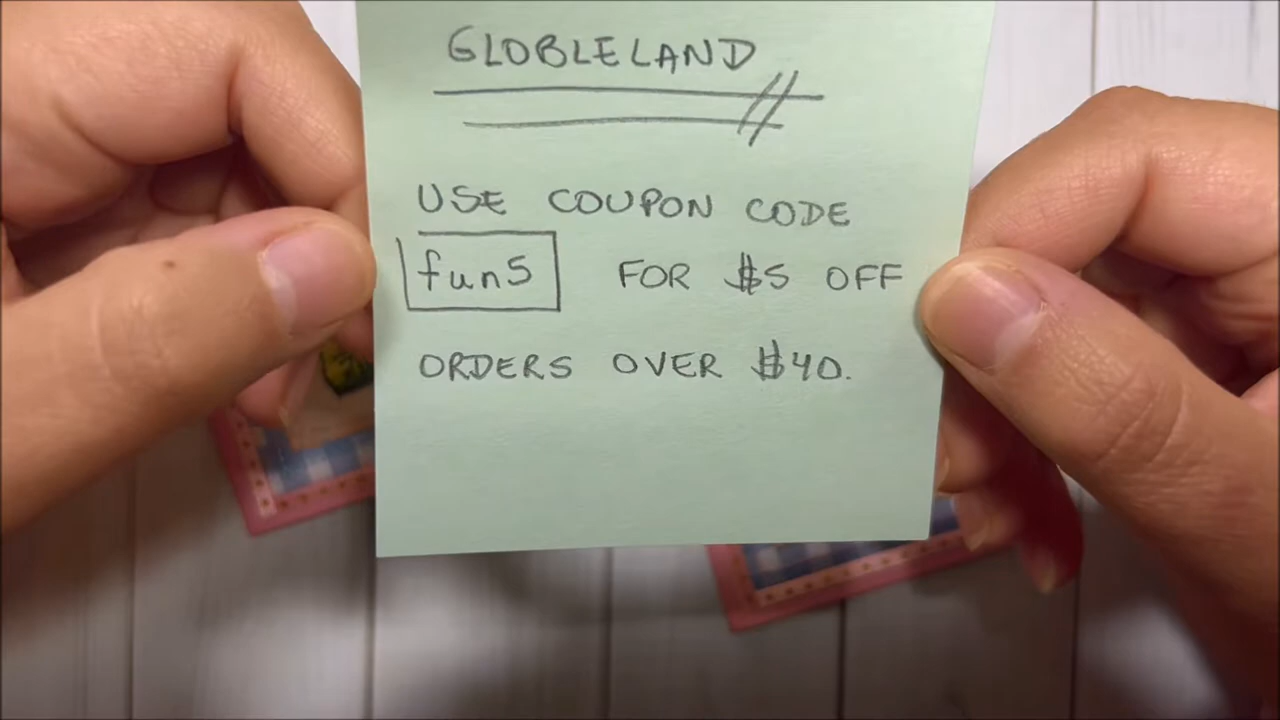 GLOBLELAND
USE COUPON CODE
fun5 FOR $5 OFF
ORDERS OVER $40.